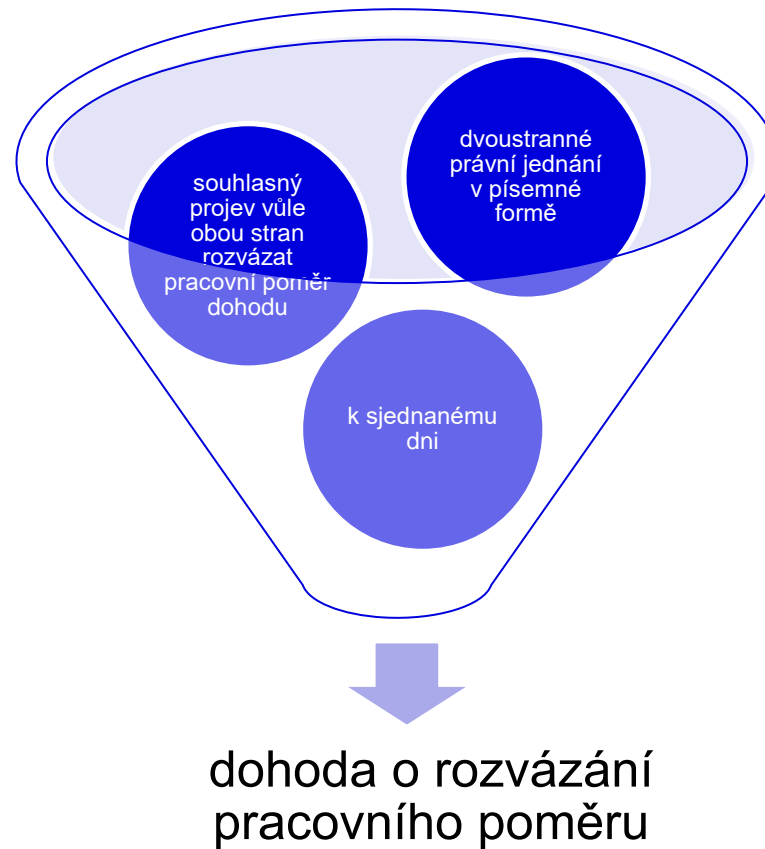 souhlasný
projev vůle
obou stran
rozvázat
pracovní poměr
dohodu
dvoustranné
právní jednání
v písemné
formě
k sjednanému
dni
dohoda o rozvázání
pracovního poměru